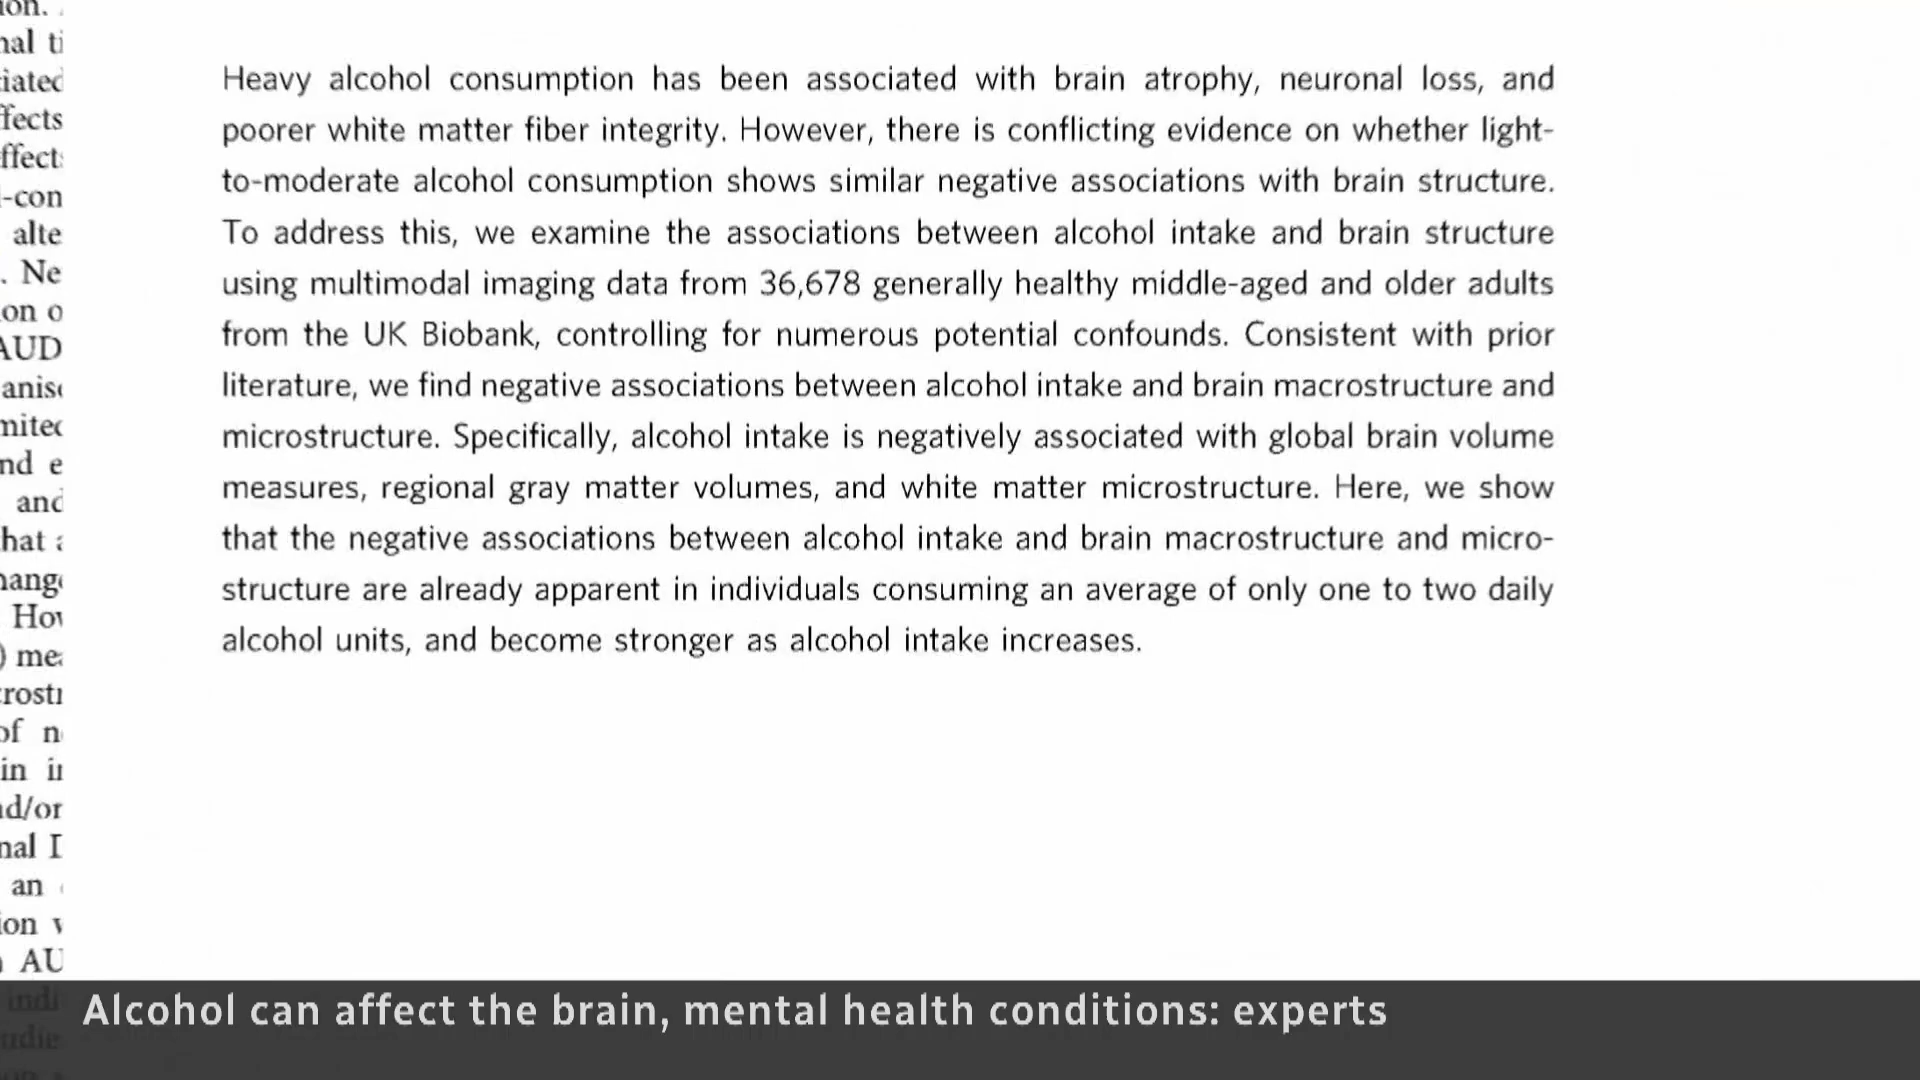 Heavy alcohol consumption has been associated with brain atrophy, neuronal loss, and
poorer white matter fiber integrity. However, there is conflicting evidence on whether light-
to-moderate alcohol consumption shows similar negative associations with brain structure.
To address this, we examine the associations between alcohol intake and brain structure
using multimodal imaging data from 36,678 generally healthy middle-aged and older adults
from the UK Biobank, controlling for numerous potential confounds. Consistent with prior
literature, we find negative associations between alcohol intake and brain macrostructure and
microstructure. Specifically, alcohol intake is negatively associated with global brain volume
measures, regional gray matter volumes, and white matter microstructure. Here, we show
that the negative associations between alcohol intake and brain macrostructure and micro-
structure are already apparent in individuals consuming an average of only one to two daily
alcohol units, and become stronger as alcohol intake increases.
Alcohol can affect the brain, mental health conditions: experts